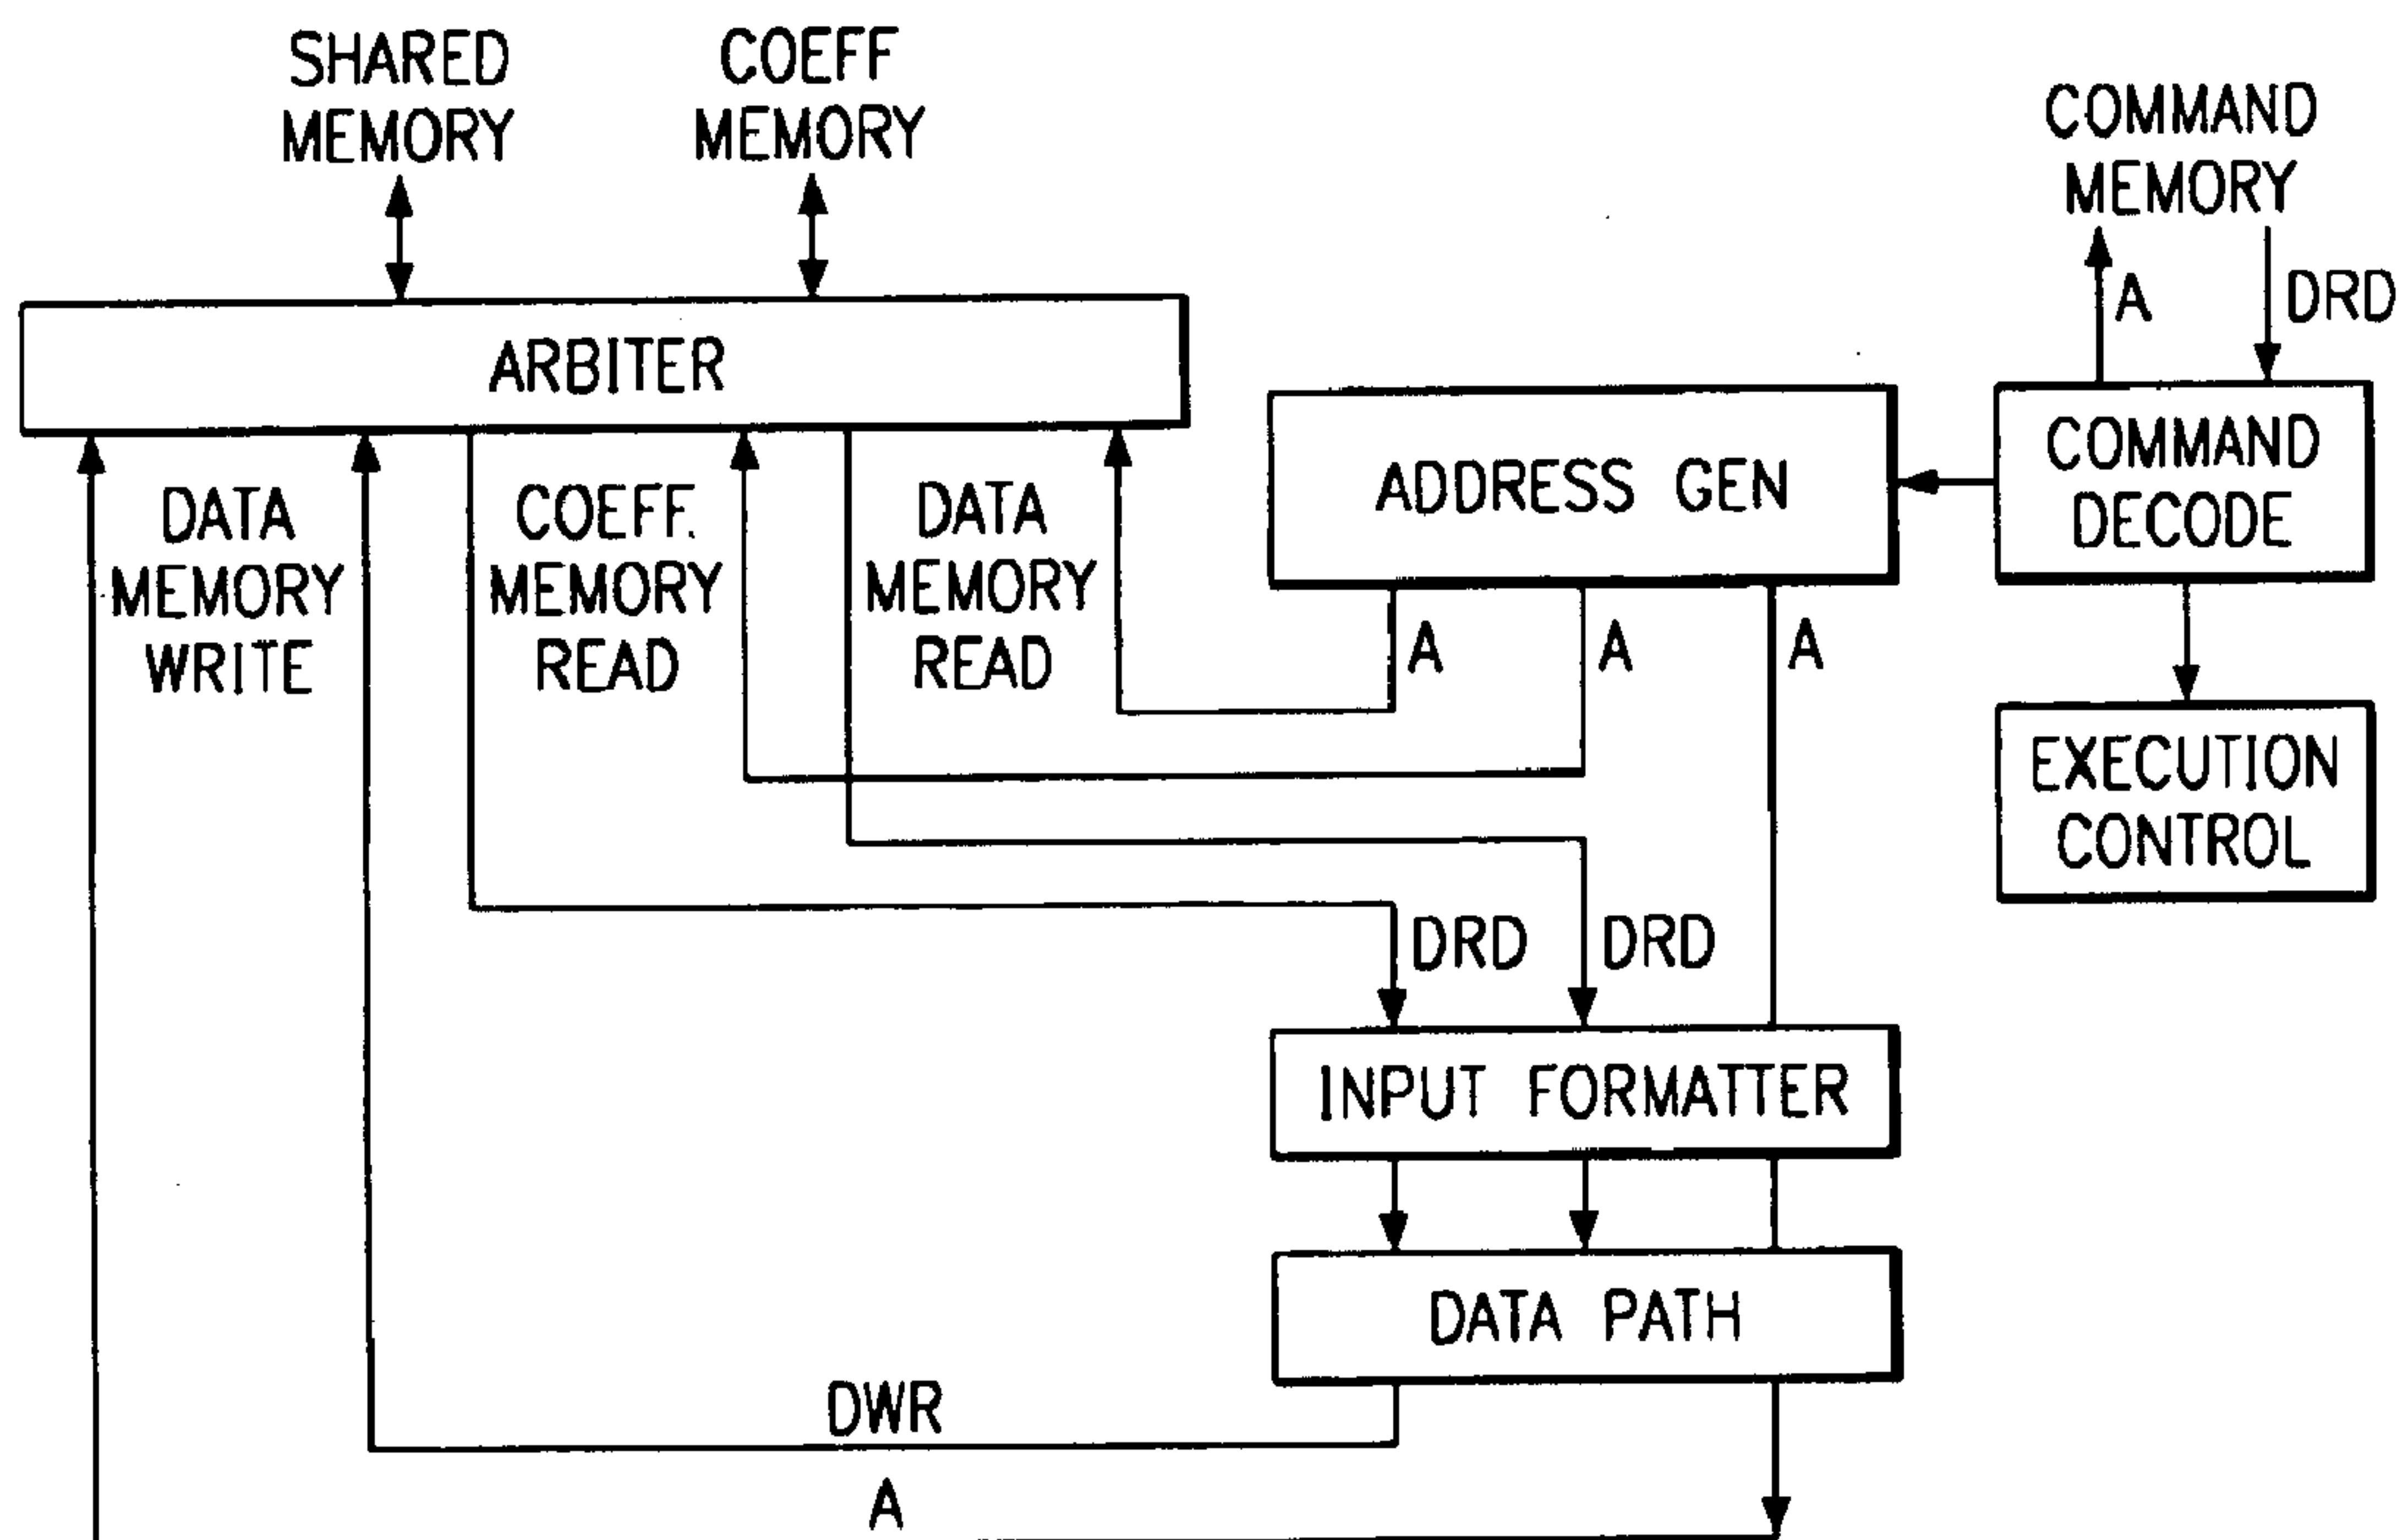 SHARED
MEMORY
COEFF
MEMORY
COMMAND
MEMORY
A
DRD
ARBITER
ADDRESS GEN
COMMAND
DECODE
DATA
MEMORY
WRITE
COEFF.
MEMORY
READ
DATA
MEMORY
READ
A
A
A
EXECUTION
CONTROL
DRD
DRD
INPUT FORMATTER
DATA PATH
DWR
A